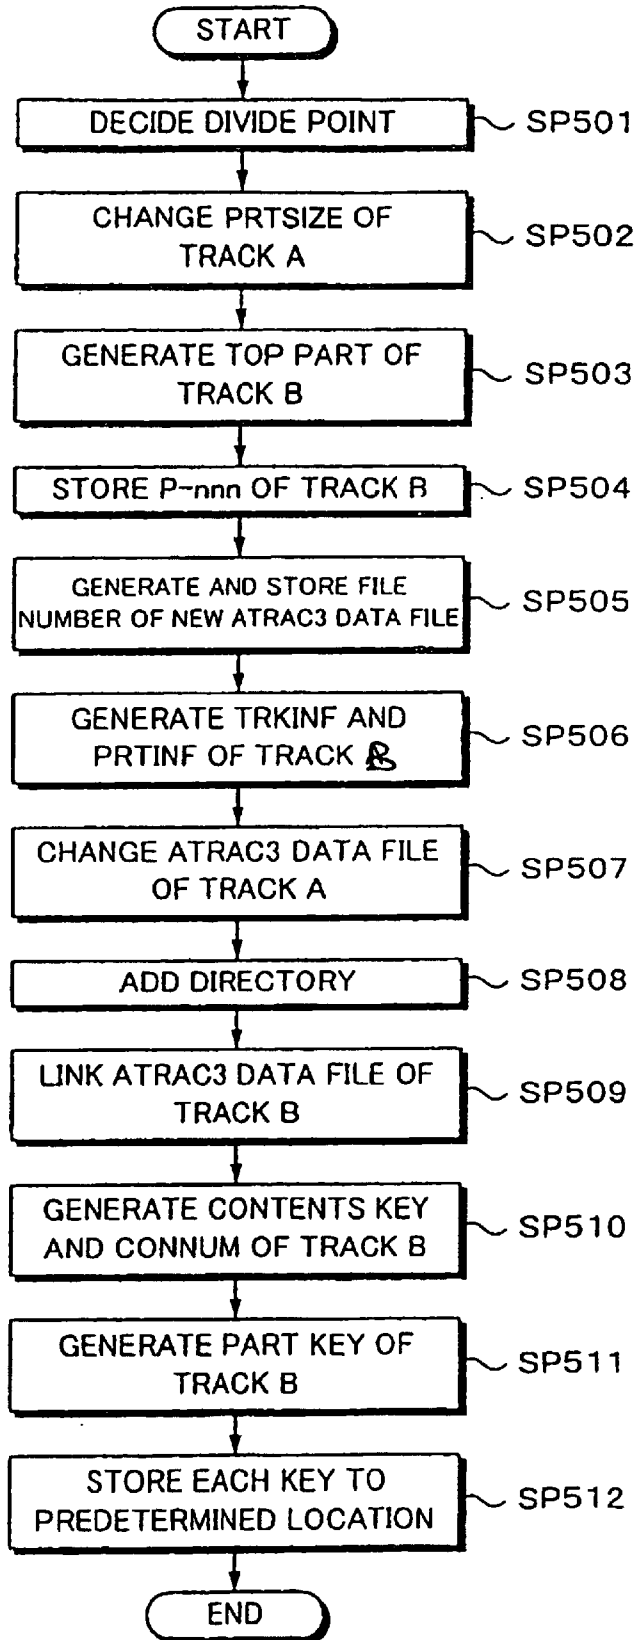 START
DECIDE DIVIDE POINT
SP501
CHANGE PRTSIZE OF
TRACK A
SP502
GENERATE TOP PART OF
TRACK B
SP503
STORE P-nnn OF TRACK B
SP504
GENERATE AND STORE FILE
NUMBER OF NEW ATRAC3 DATA FILE
SP505
GENERATE TRKINF AND
PRTINF OF TRACK B
SP506
CHANGE ATRAC3 DATA FILE
OF TRACK A
SP507
ADD DIRECTORY
SP508
LINK ATRAC3 DATA FILE OF
TRACK B
SP509
GENERATE CONTENTS KEY
AND CONNUM OF TRACK B
SP510
GENERATE PART KEY OF
TRACK B
SP511
STORE EACH KEY TO
PREDETERMINED LOCATION
SP512
END